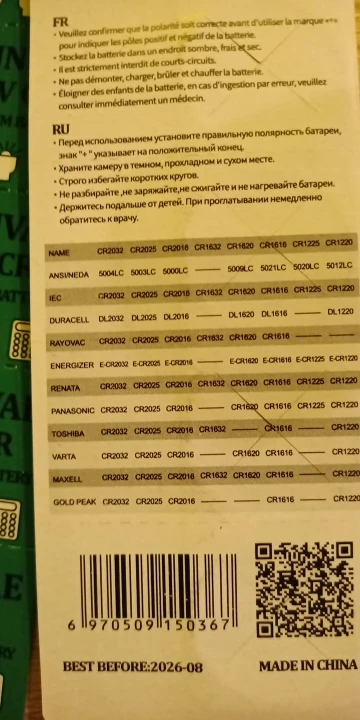 FR
• Veuillez confirmer que la polarité soit correcte avant d'utiliser la marque «+»
pour indiquer les pôles positif et négatif de la batterie.
• Stockez la batterie dans un endroit sombre, frais et sec.
• Il est strictement interdit de courts-circuits.
• Ne pas démonter, charger, brûler et chauffer la batterie.
• Éloigner des enfants de la batterie, en cas d'ingestion par erreur, veuillez
consulter immédiatement un médecin.
RU
• Перед использованием установите правильную полярность батареи,
знак "+" указывает на положительный конец.
• Храните камеру в темном, прохладном и сухом месте.
• Строго избегайте коротких кругов.
• Не разбирайте ,не заряжайте,не сжигайте и не нагревайте батарею.
• Держитесь подальше от детей. При проглатывании немедленно
обратитесь к врачу.
NAME CR2032 CR2025 CR2016 CR1632 CR1620 CR1616 CR1225 CR1220
ANSI/NEDA 5004LC 5003LC 5000LC —— 5009LC 5021LC 5020LC 5012LC
IEC CR2032 CR2025 CR2016 CR1632 CR1620 CR1616 CR1225 CR1220
DURACELL DL2032 DL2025 DL2016 —— DL1620 DL1616 —— DL1220
RAYOVAC CR2032 CR2025 CR2016 CR1632 CR1620 CR1616 —— ——
ENERGIZER E-CR2032 E-CR2025 E-CR2016 —— E-CR1620 E-CR1616 E-CR1225 E-CR1220
RENATA CR2032 CR2025 CR2016 CR1632 CR1620 CR1616 CR1225 CR1220
PANASONIC CR2032 CR2025 CR2016 —— CR1620 CR1616 CR1225 CR1220
TOSHIBA CR2032 CR2025 CR2016 CR1632 —— CR1616 —— CR1220
VARTA CR2032 CR2025 CR2016 —— CR1620 CR1616 —— CR1220
MAXELL CR2032 CR2025 CR2016 CR1632 CR1620 CR1616 —— CR1220
GOLD PEAK CR2032 CR2025 CR2016 —— —— CR1616 —— CR1220
6 970509 150367
BEST BEFORE:2026-08
MADE IN CHINA